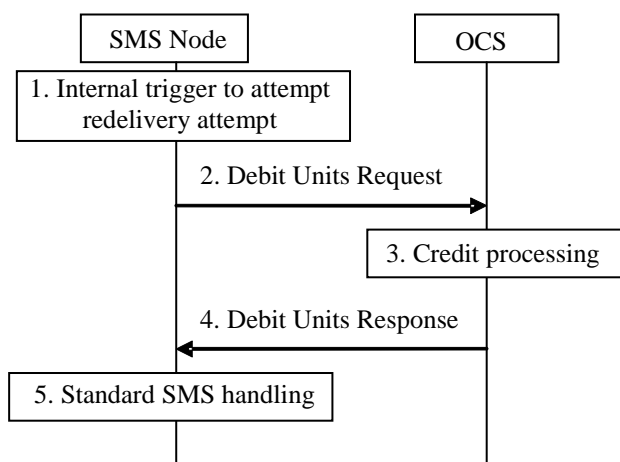 SMS Node
OCS
1. Internal trigger to attempt
redelivery attempt
2. Debit Units Request
3. Credit processing
4. Debit Units Response
5. Standard SMS handling